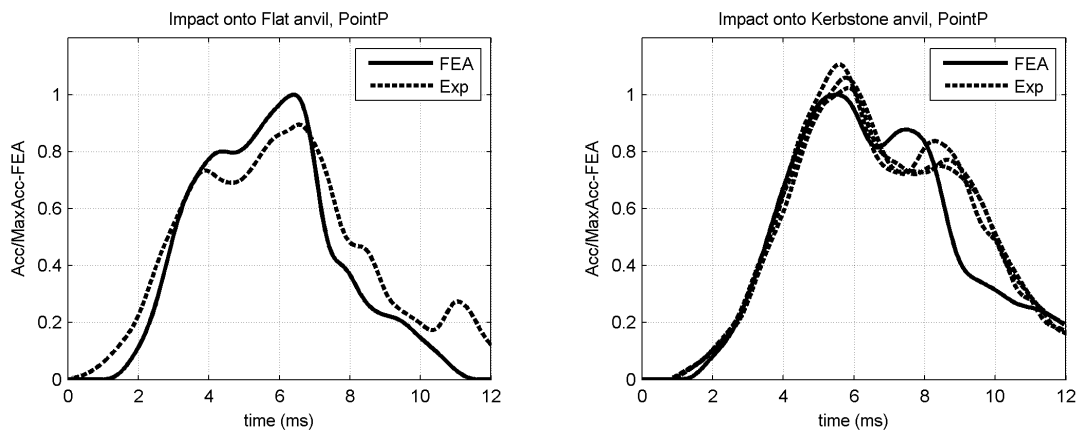 Impact onto Flat anvil, PointP
FEA
Exp
1
0.8
0.6
0.4
0.2
0
Acc/MaxAcc-FEA
0 2 4 6 8 10 12
time (ms)
Impact onto Kerbstone anvil, PointP
FEA
Exp
1
0.8
0.6
0.4
0.2
0
Acc/MaxAcc-FEA
0 2 4 6 8 10 12
time (ms)